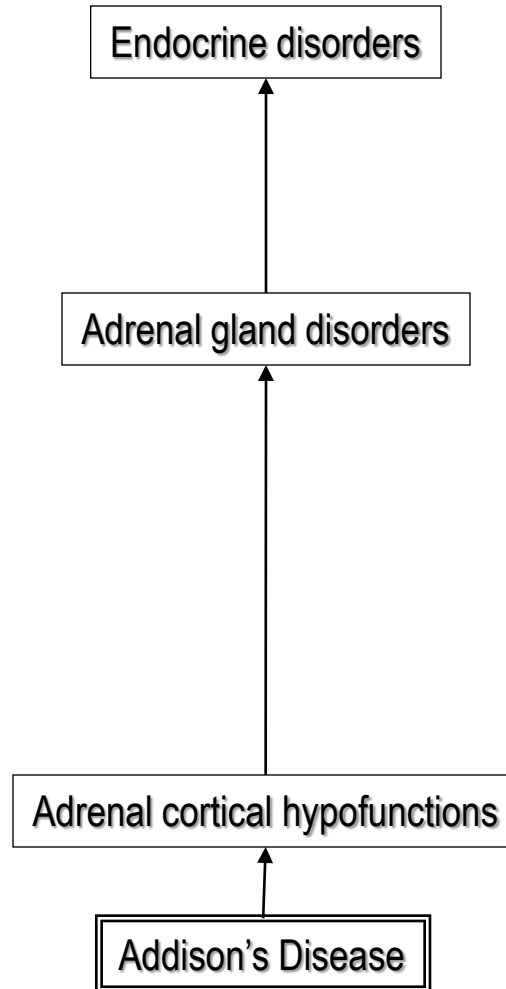 Endocrine disorders
Adrenal gland disorders
Adrenal cortical hypofunctions
Addison’s Disease